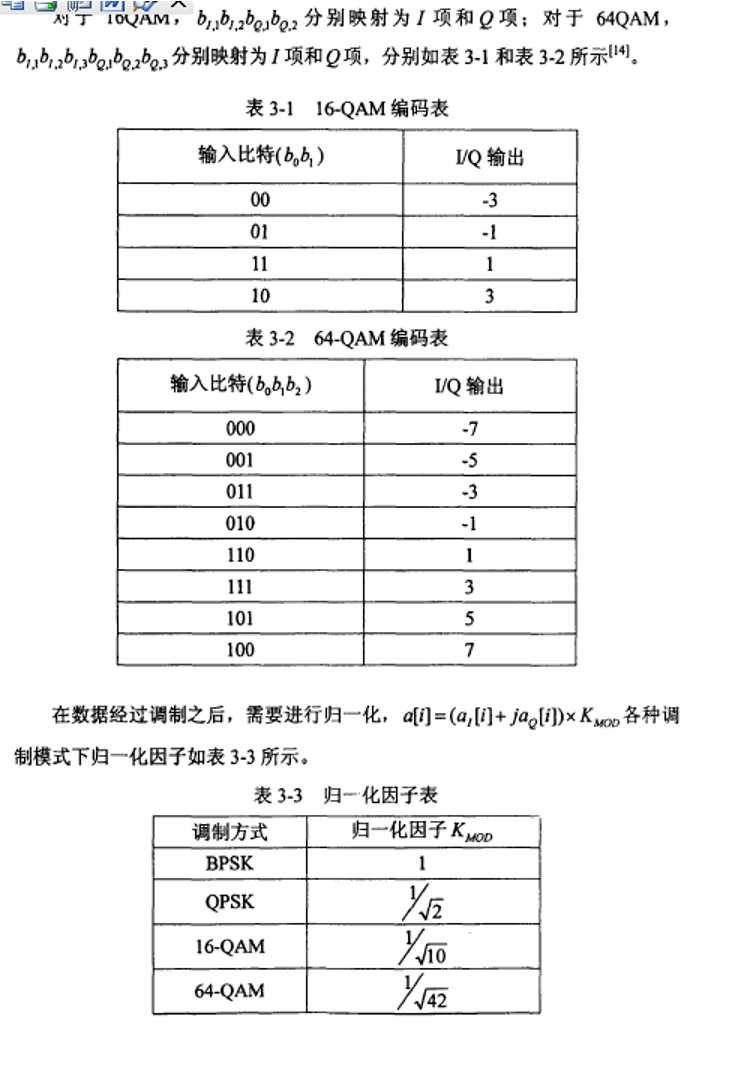 对于 16QAM，b_{I,1}b_{I,2}b_{Q,1}b_{Q,2} 分别映射为 I 项和 Q 项；对于 64QAM，
b_{I,1}b_{I,2}b_{I,3}b_{Q,1}b_{Q,2}b_{Q,3} 分别映射为 I 项和 Q 项，分别如表 3-1 和表 3-2 所示[14]。
表 3-1 16-QAM 编码表
输入比特(b₀b₁) I/Q 输出
00 -3
01 -1
11 1
10 3
表 3-2 64-QAM 编码表
输入比特(b₀b₁b₂) I/Q 输出
000 -7
001 -5
011 -3
010 -1
110 1
111 3
101 5
100 7
在数据经过调制之后，需要进行归一化，a[i]=(a_I[i]+ja_Q[i])×K_{MOD} 各种调
制模式下归一化因子如表 3-3 所示。
表 3-3 归一化因子表
调制方式 归一化因子 K_{MOD}
BPSK 1
QPSK 1/√2
16-QAM 1/√10
64-QAM 1/√42